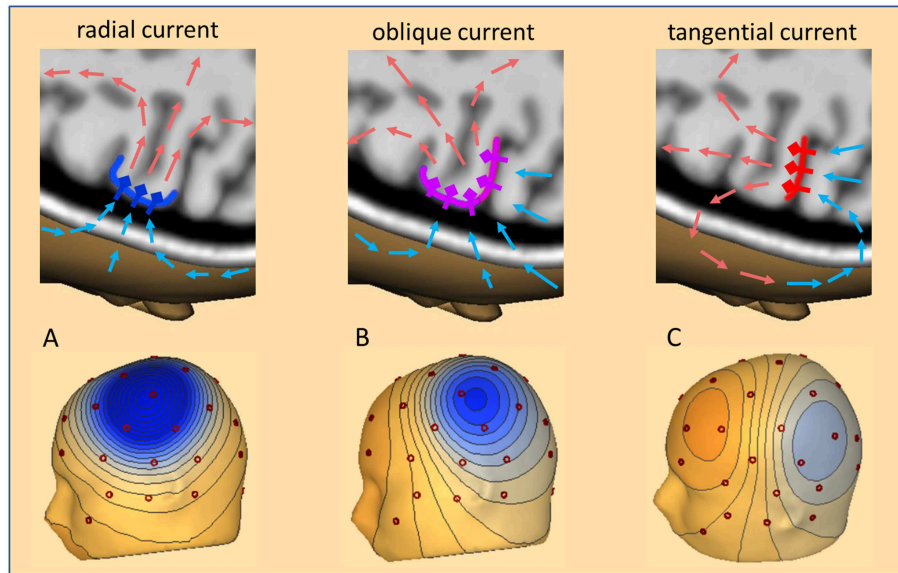 radial current
oblique current
tangential current
A
B
C